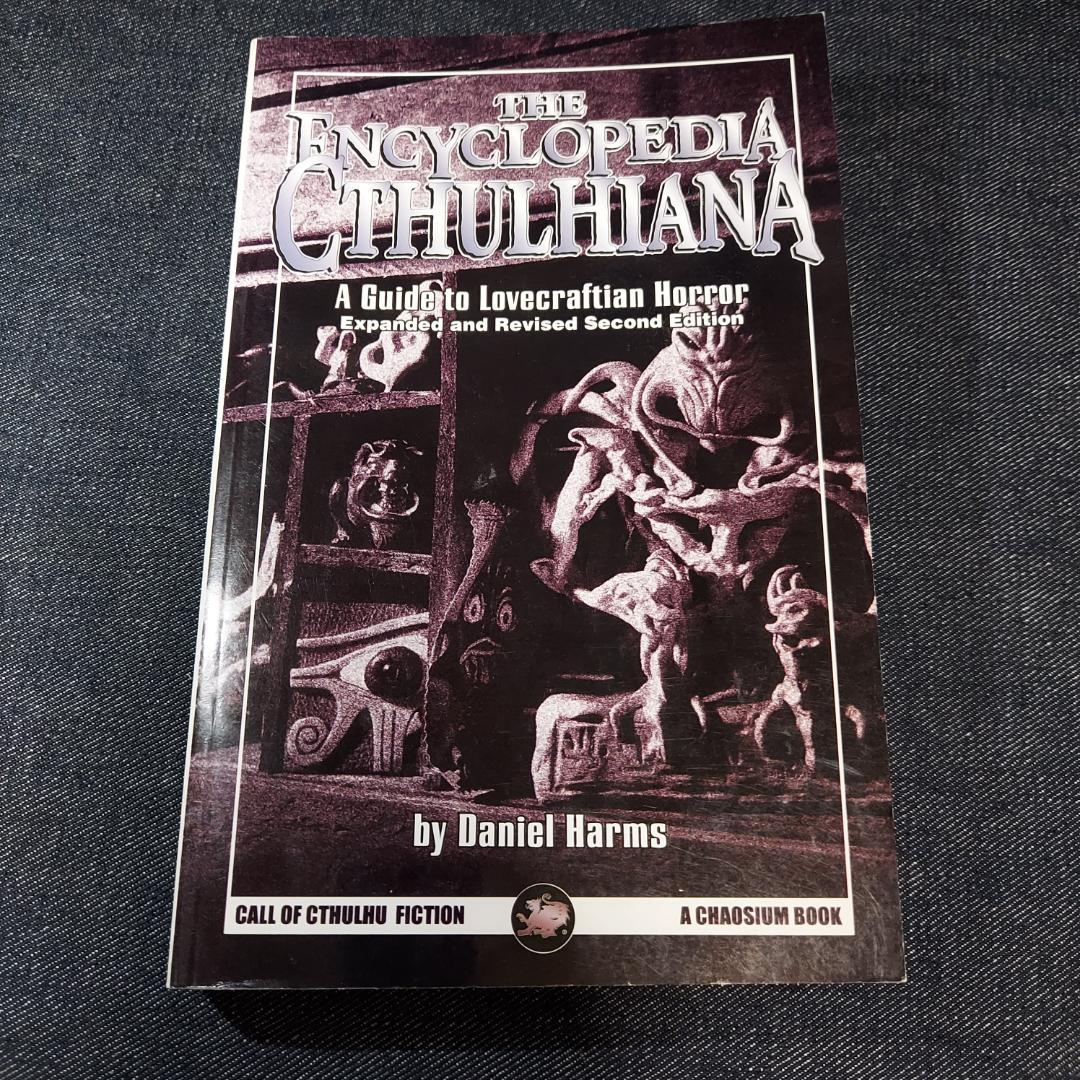 THE
ENCYCLOPEDIA
CTHULHIANA
A Guide to Lovecraftian Horror
Expanded and Revised Second Edition
by Daniel Harms
CALL OF CTHULHU FICTION
A CHAOSIUM BOOK